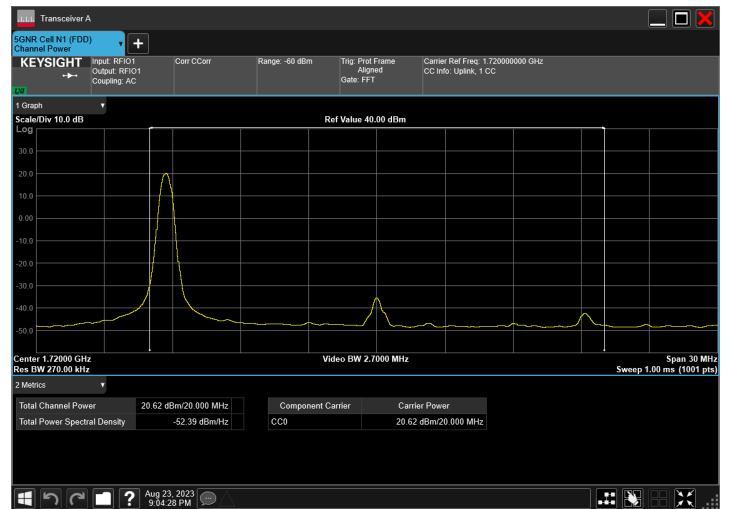 Transceiver A
5GNR Cell N1 (FDD)
Channel Power
+
KEYSIGHT
LXI
Input: RFIO1
Output: RFIO1
Coupling: AC
Corr CCorr
Range: -60 dBm
Trig: Prot Frame
Aligned
Gate: FFT
Carrier Ref Freq: 1.720000000 GHz
CC Info: Uplink, 1 CC
1 Graph
Scale/Div 10.0 dB
Ref Value 40.00 dBm
Log
30.0
20.0
10.0
0.00
-10.0
-20.0
-30.0
-40.0
-50.0
Center 1.72000 GHz
Video BW 2.7000 MHz
Span 30 MHz
Res BW 270.00 kHz
Sweep 1.00 ms (1001 pts)
2 Metrics
Total Channel Power 20.62 dBm/20.000 MHz
Total Power Spectral Density -52.39 dBm/Hz
Component Carrier Carrier Power
CC0 20.62 dBm/20.000 MHz
?
Aug 23, 2023
9:04:28 PM